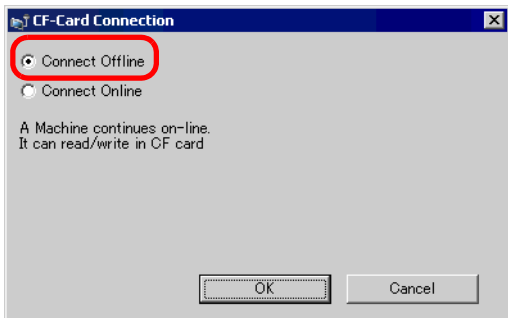 CF-Card Connection
Connect Offline
Connect Online
A Machine continues on-line.
It can read/write in CF card
OK
Cancel